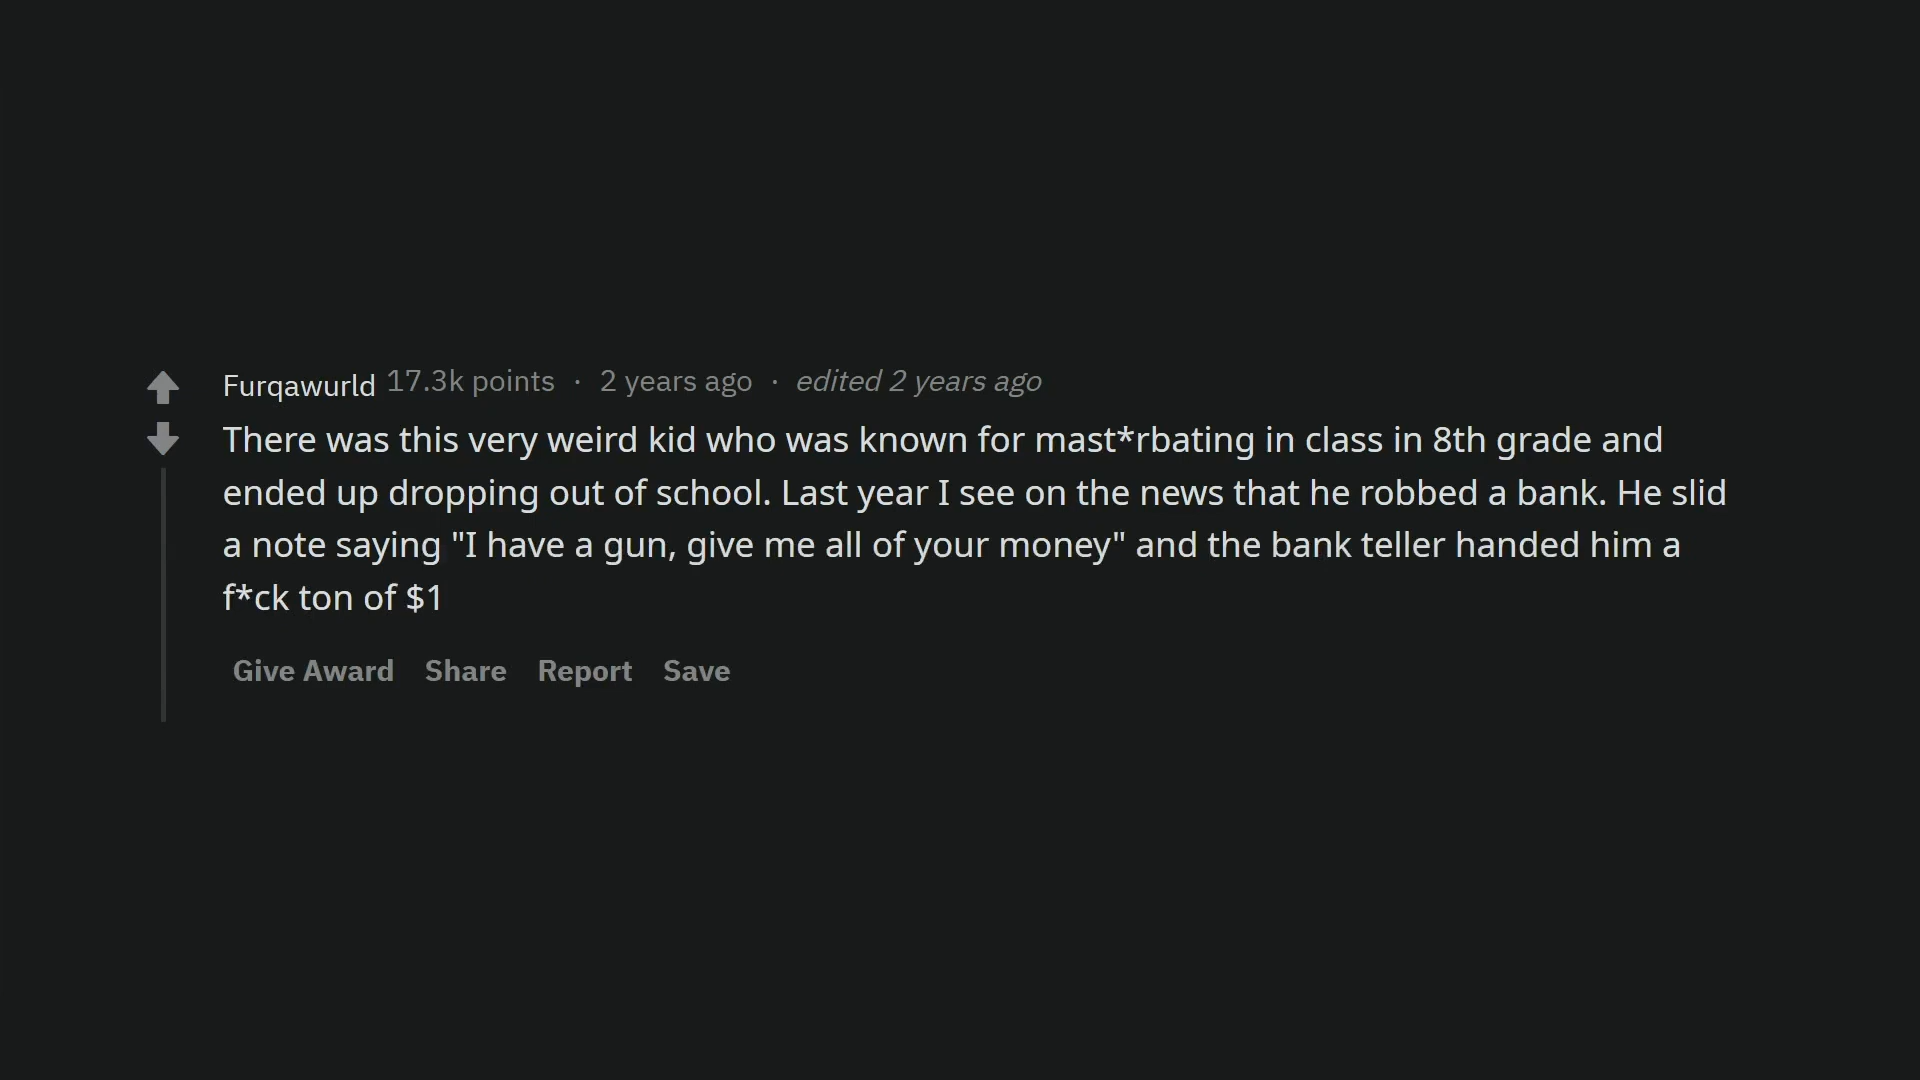 Furqawurld 17.3k points · 2 years ago · edited 2 years ago
There was this very weird kid who was known for mast*rbating in class in 8th grade and
ended up dropping out of school. Last year I see on the news that he robbed a bank. He slid
a note saying "I have a gun, give me all of your money" and the bank teller handed him a
f*ck ton of $1
Give Award Share Report Save